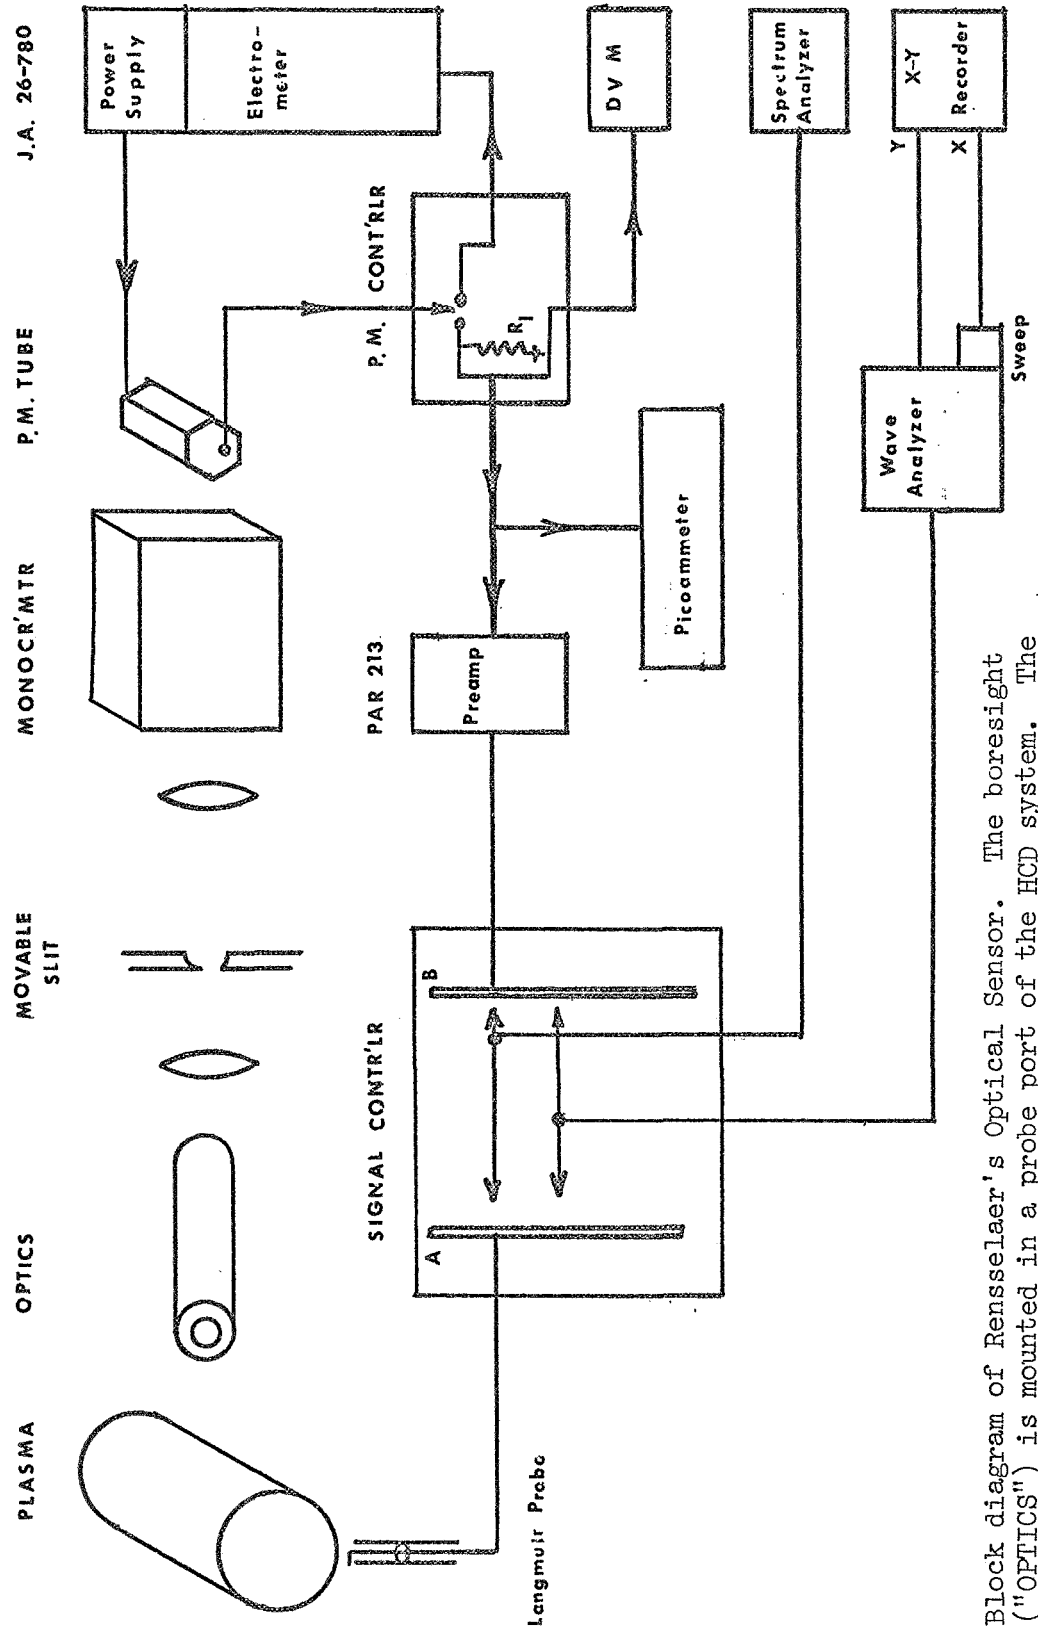 PLASMA
OPTICS
MOVABLE
SLIT
MONOCR'MTR
P.M. TUBE
J.A. 26-780
Power
Supply
Electro-
meter
Langmuir Probe
SIGNAL CONTR'LR
A
B
PAR 213
Preamp
P.M. CONT'RLR
R1
Picoammeter
DVM
Spectrum
Analyzer
Wave
Analyzer
Sweep
Y
X
X-Y
Recorder
Block diagram of Rensselaer's Optical Sensor. The boresight
("OPTICS") is mounted in a probe port of the HCD system. The